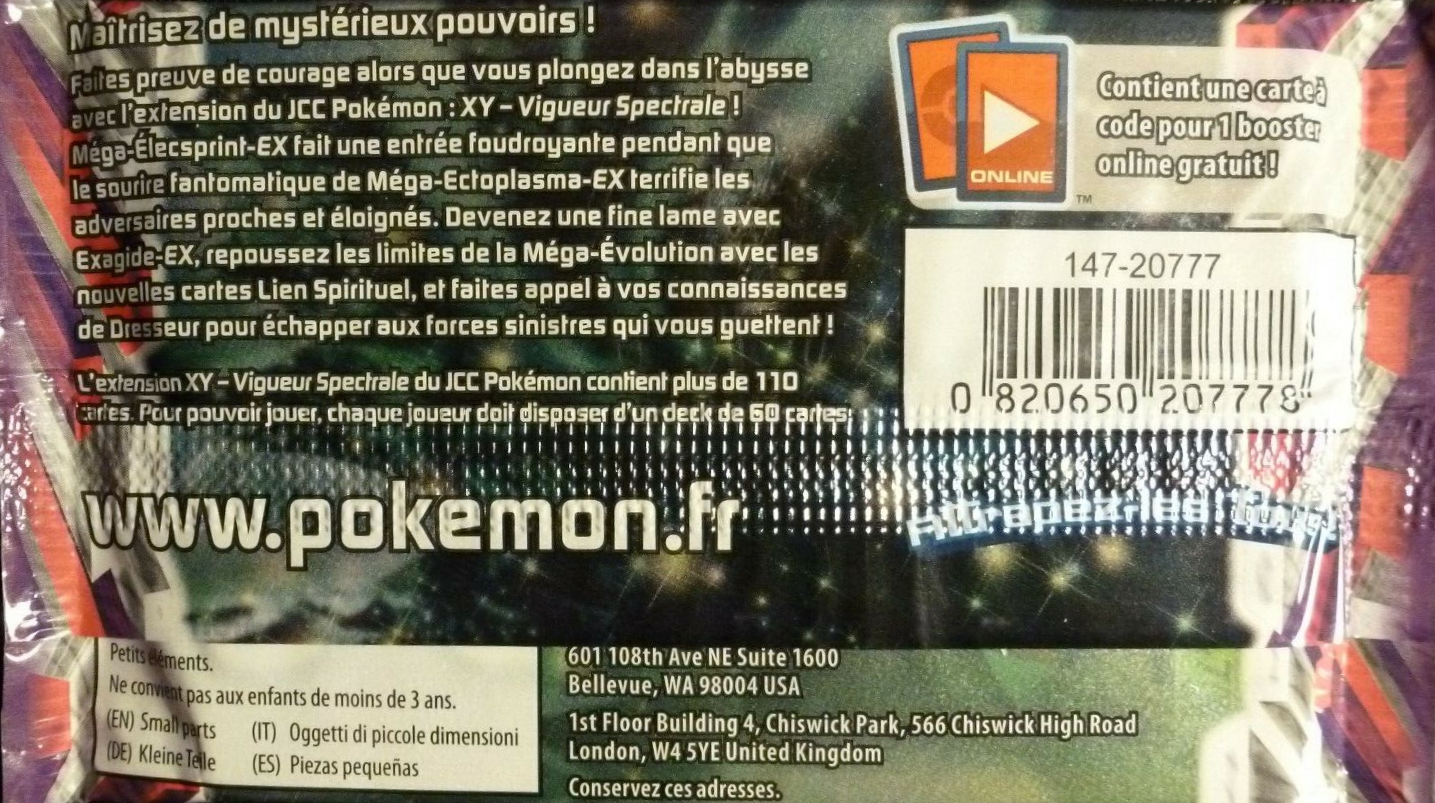 Maîtrisez de mystérieux pouvoirs !
Faites preuve de courage alors que vous plongez dans l'abysse
avec l'extension du JCC Pokémon : XY – Vigueur Spectrale !
Méga-Élecsprint-EX fait une entrée foudroyante pendant que
le sourire fantomatique de Méga-Ectoplasma-EX terrifie les
adversaires proches et éloignés. Devenez une fine lame avec
Exagide-EX, repoussez les limites de la Méga-Évolution avec les
nouvelles cartes Lien Spirituel, et faites appel à vos connaissances
de Dresseur pour échapper aux forces sinistres qui vous guettent !
L'extension XY – Vigueur Spectrale du JCC Pokémon contient plus de 110
cartes. Pour pouvoir jouer, chaque joueur doit disposer d'un deck de 60 cartes.
www.pokemon.fr
ONLINE
TM
Contient une carte à
code pour 1 booster
online gratuit !
147-20777
0 820650 207778
Attrapez-les tous!
Petits éléments.
Ne convient pas aux enfants de moins de 3 ans.
(EN) Small parts (IT) Oggetti di piccole dimensioni
(DE) Kleine Teile (ES) Piezas pequeñas
601 108th Ave NE Suite 1600
Bellevue, WA 98004 USA
1st Floor Building 4, Chiswick Park, 566 Chiswick High Road
London, W4 5YE United Kingdom
Conservez ces adresses.